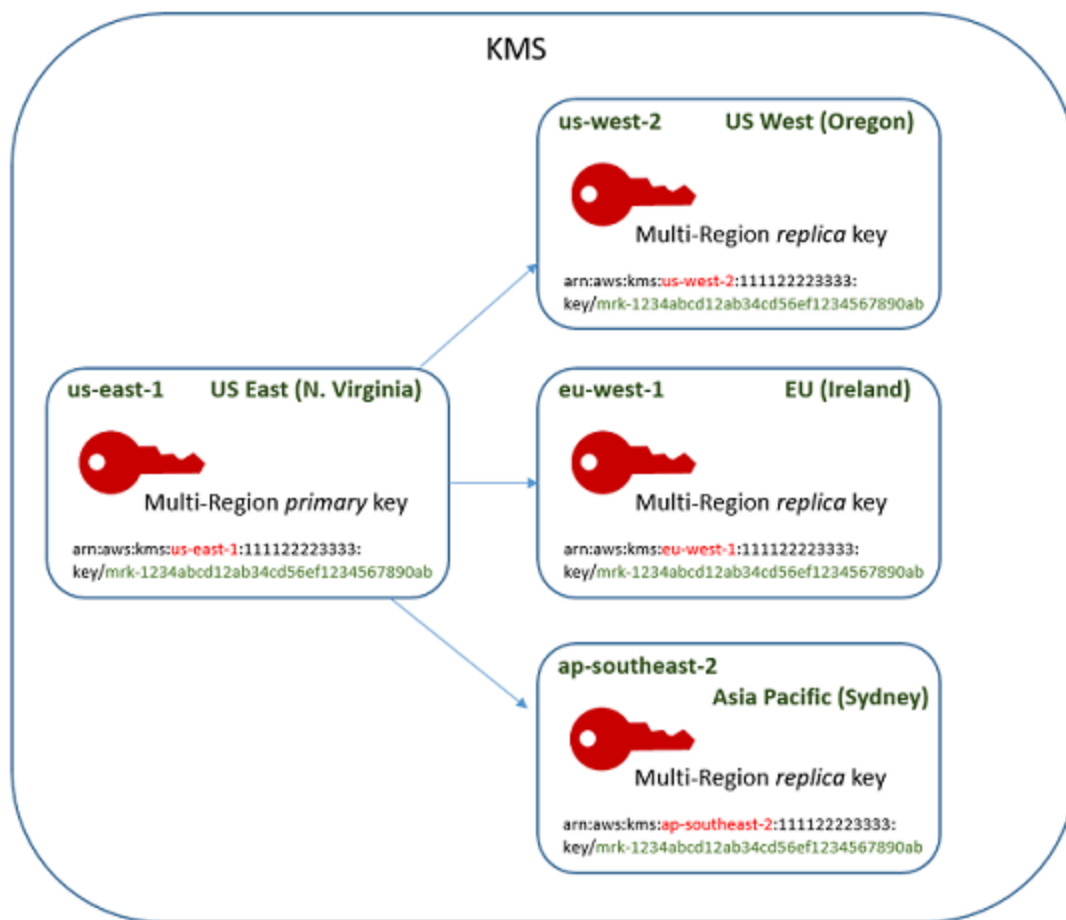 KMS
us-west-2 US West (Oregon)
Multi-Region replica key
arn:aws:kms:us-west-2:111122223333:
key/mrk-1234abcd12ab34cd56ef1234567890ab
us-east-1 US East (N. Virginia)
Multi-Region primary key
arn:aws:kms:us-east-1:111122223333:
key/mrk-1234abcd12ab34cd56ef1234567890ab
eu-west-1 EU (Ireland)
Multi-Region replica key
arn:aws:kms:eu-west-1:111122223333:
key/mrk-1234abcd12ab34cd56ef1234567890ab
ap-southeast-2
Asia Pacific (Sydney)
Multi-Region replica key
arn:aws:kms:ap-southeast-2:111122223333:
key/mrk-1234abcd12ab34cd56ef1234567890ab